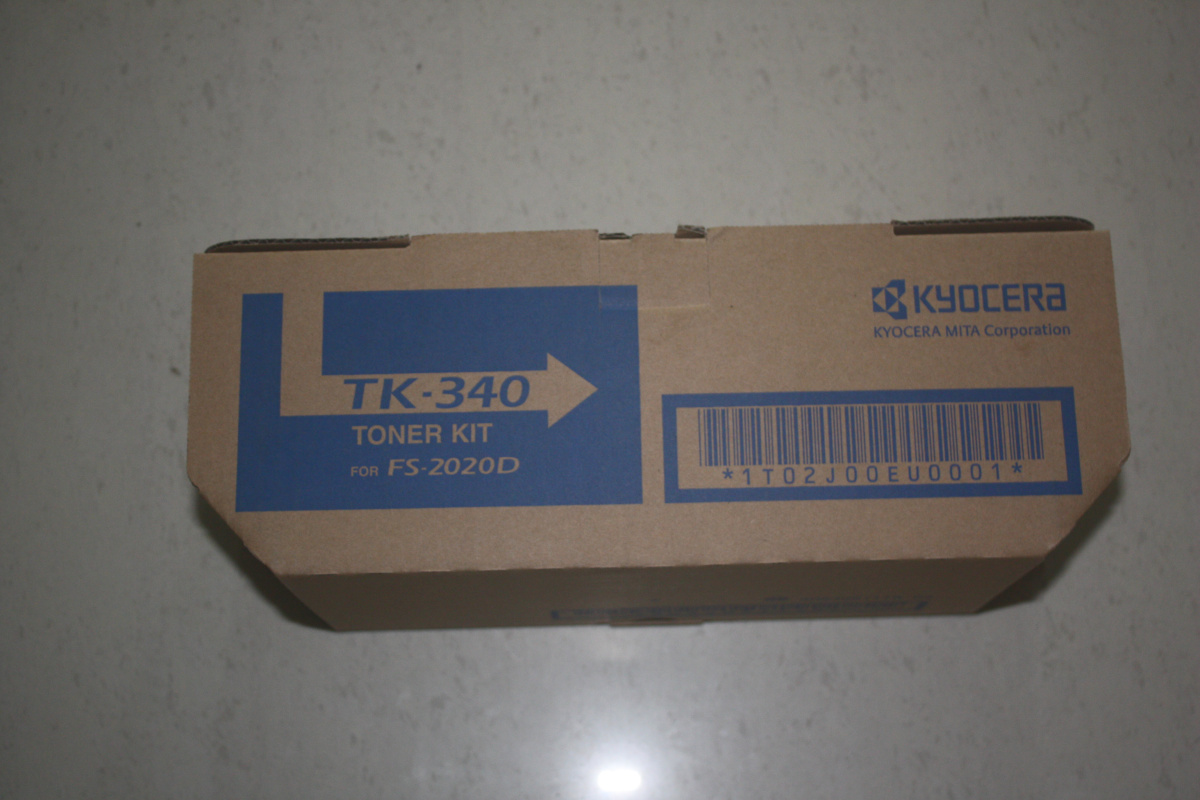 TK-340
TONER KIT
FOR FS-2020D
KYOCERA
KYOCERA MITA Corporation
*1T02J00EU0001*